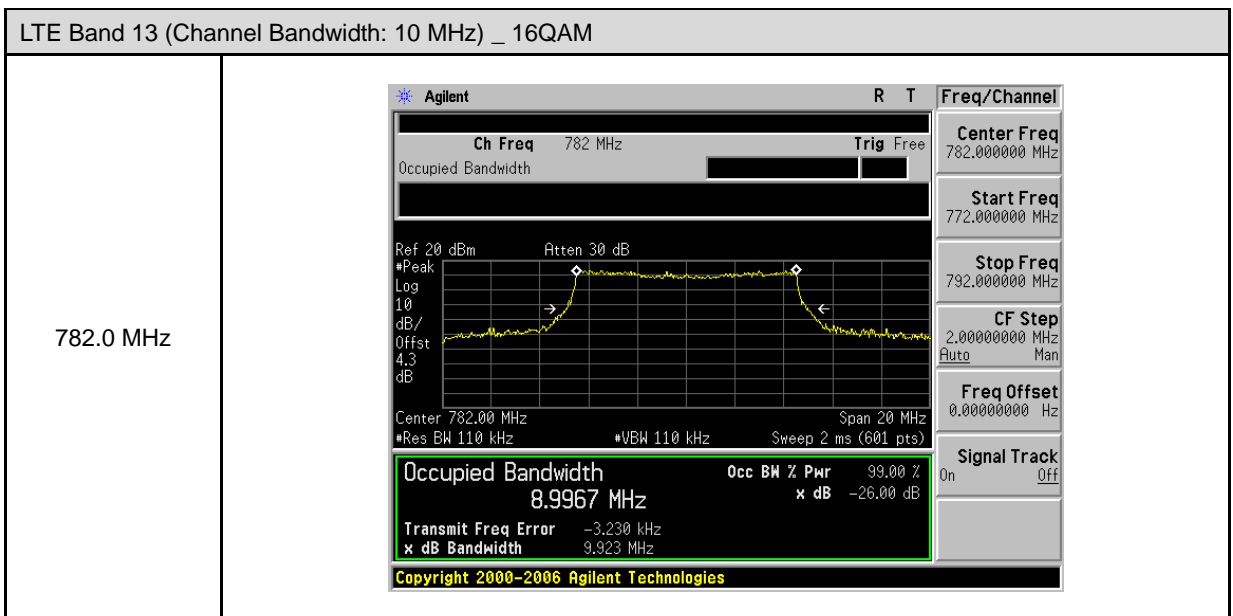 LTE Band 13 (Channel Bandwidth: 10 MHz) _ 16QAM
782.0 MHz
Agilent R T
Ch Freq 782 MHz Trig Free
Occupied Bandwidth
Ref 20 dBm Atten 30 dB
#Peak
Log
10
dB/
Offst
4.3
dB
Center 782.00 MHz Span 20 MHz
#Res BW 110 kHz #VBW 110 kHz Sweep 2 ms (601 pts)
Occupied Bandwidth Occ BW % Pwr 99.00 %
8.9967 MHz x dB -26.00 dB
Transmit Freq Error -3.230 kHz
x dB Bandwidth 9.923 MHz
Copyright 2000-2006 Agilent Technologies
Freq/Channel
Center Freq
782.000000 MHz
Start Freq
772.000000 MHz
Stop Freq
792.000000 MHz
CF Step
2.00000000 MHz
Auto Man
Freq Offset
0.00000000 Hz
Signal Track
On Off